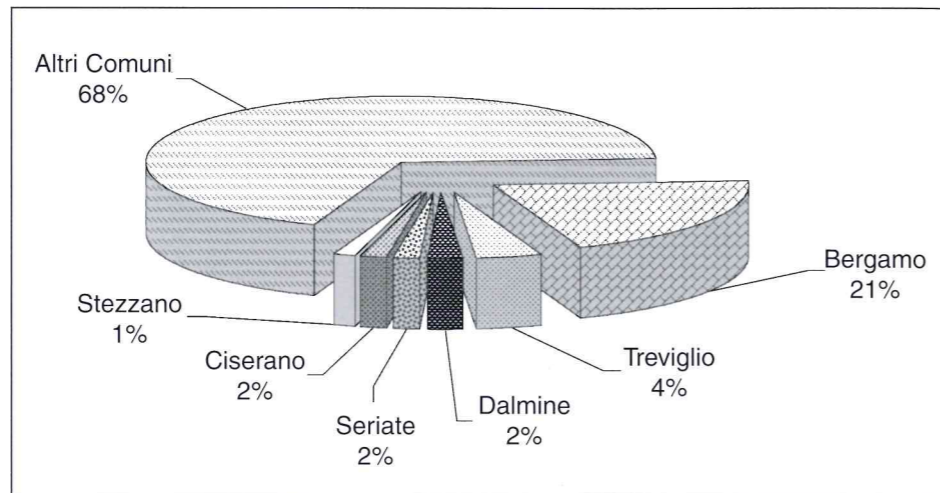 Altri Comuni
68%
Bergamo
21%
Stezzano
1%
Treviglio
4%
Ciserano
2%
Dalmine
2%
Seriate
2%